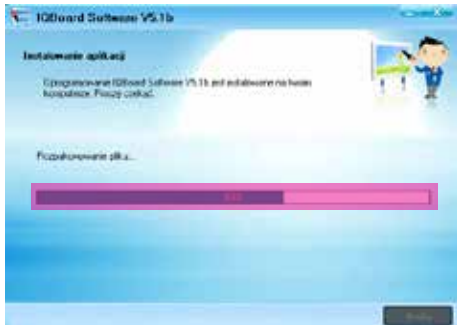 IQBoard Software V5.1b
Instalowanie aplikacji
Oprogramowanie IQBoard Software V5.1b jest instalowane na twoim
komputerze. Proszę czekać.
Rozpakowywanie pliku...